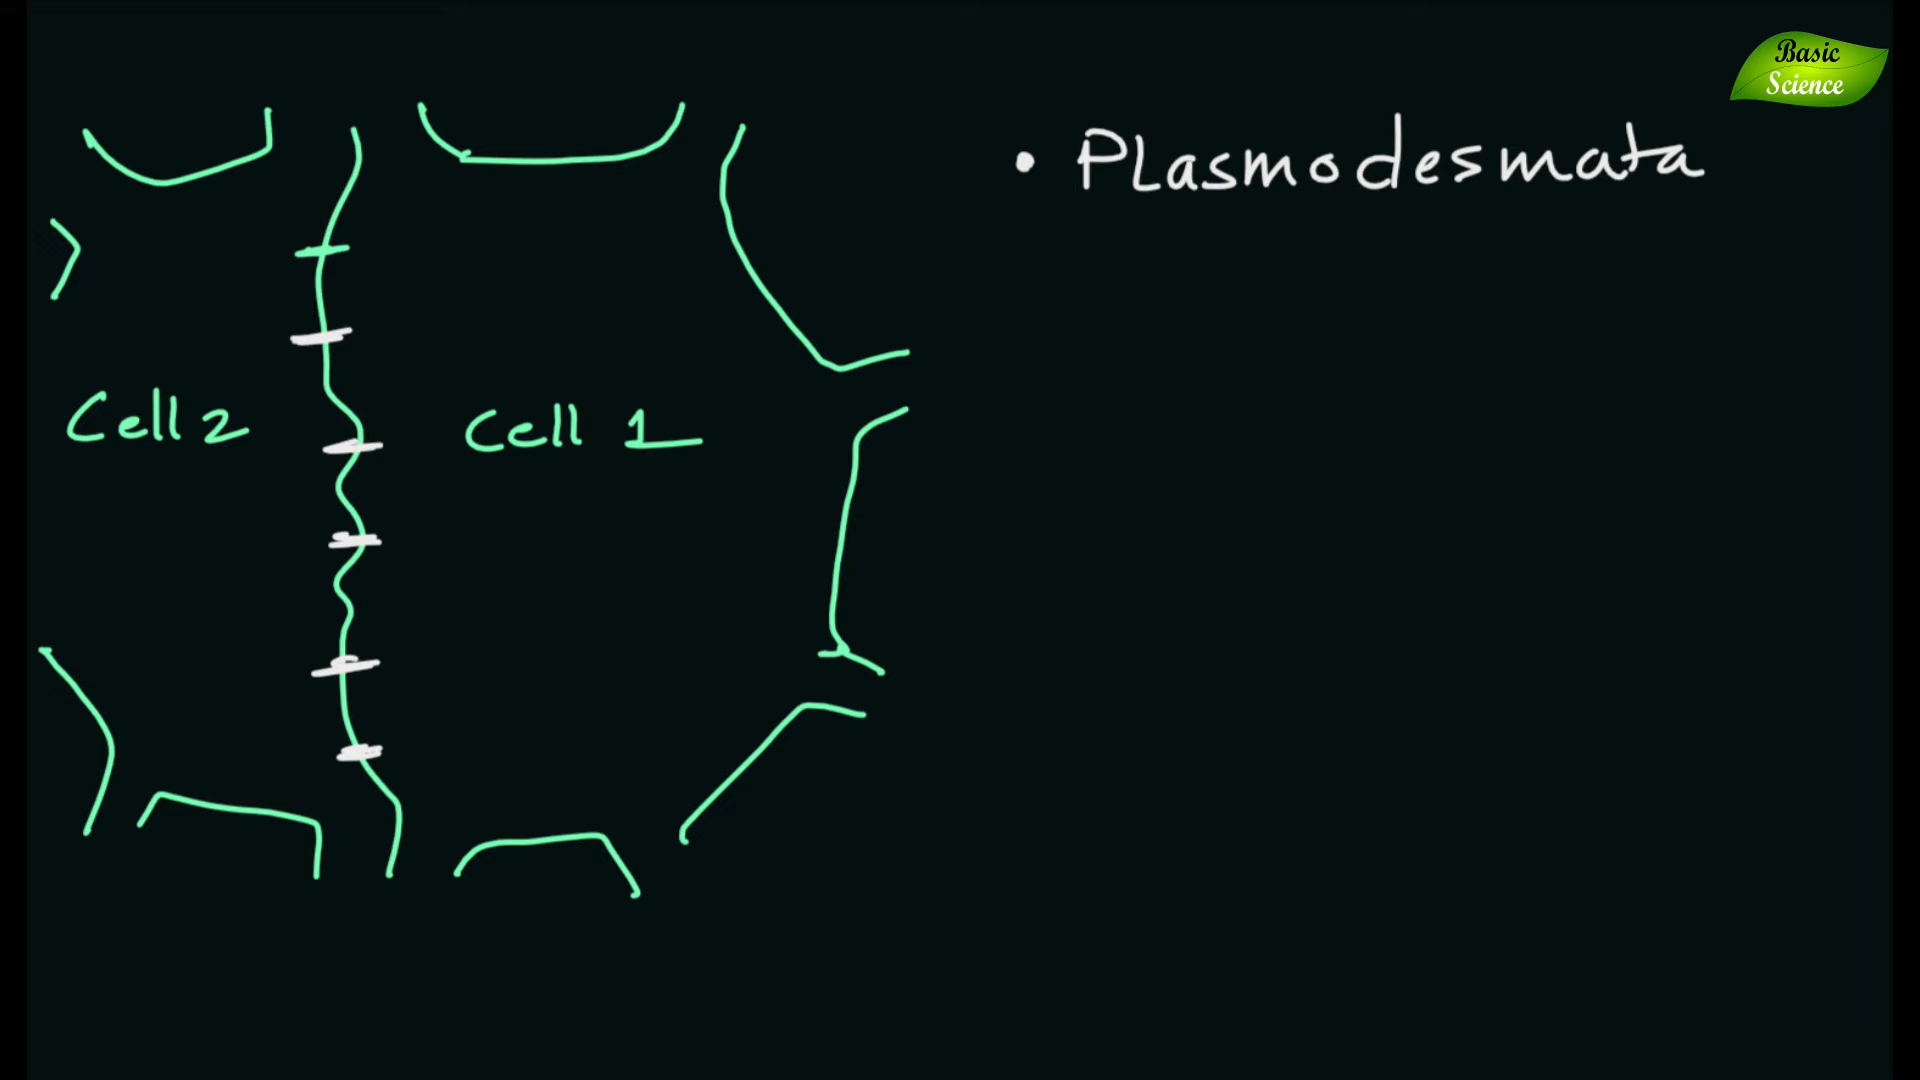 Basic
Science
• Plasmodesmata
Cell 2
Cell 1